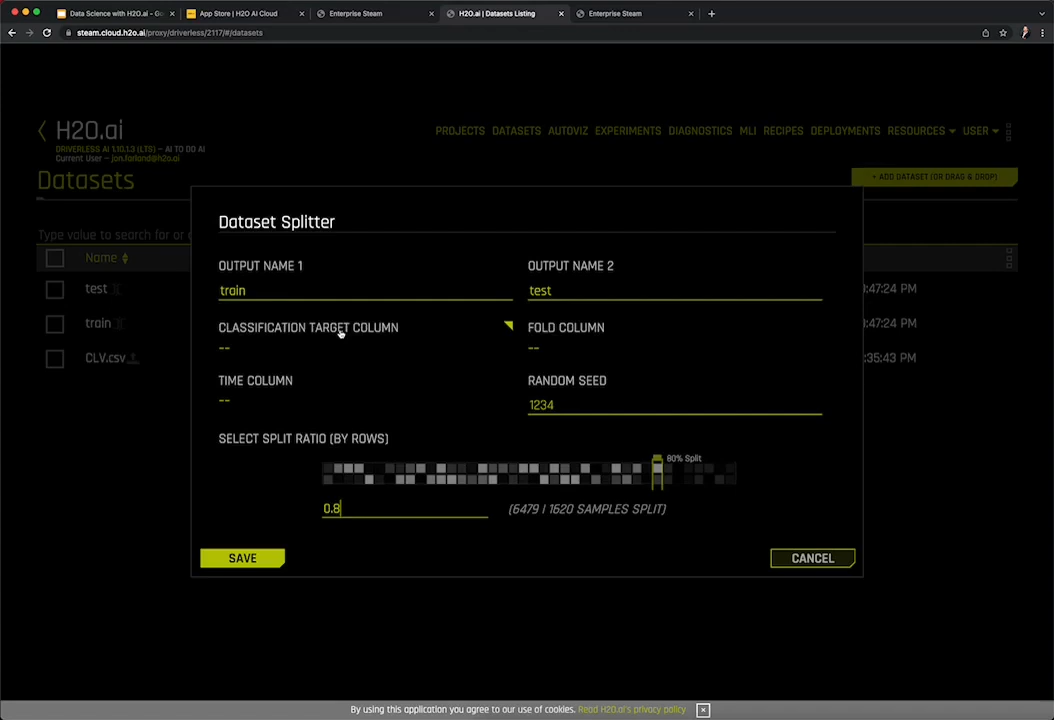 Data Science with H2O.ai - Go
App Store | H2O AI Cloud
Enterprise Steam
H2O.ai | Datasets Listing
Enterprise Steam
steam.cloud.h2o.ai/proxy/driverless/2117/#/datasets
H2O.ai
DRIVERLESS AI 1.10.1.3 (LTS) – AI TO DO AI
Current User – jon.farland@h2o.ai
PROJECTS DATASETS AUTOVIZ EXPERIMENTS DIAGNOSTICS MLI RECIPES DEPLOYMENTS RESOURCES USER
Datasets
+ ADD DATASET (OR DRAG & DROP)
Type value to search for or
Name
test
:47:24 PM
train
:47:24 PM
CLV.csv
:35:43 PM
Dataset Splitter
OUTPUT NAME 1
train
OUTPUT NAME 2
test
CLASSIFICATION TARGET COLUMN
--
FOLD COLUMN
--
TIME COLUMN
--
RANDOM SEED
1234
SELECT SPLIT RATIO (BY ROWS)
80% Split
0.8
(6479 | 1620 SAMPLES SPLIT)
SAVE
CANCEL
By using this application you agree to our use of cookies. Read H2O.ai's privacy policy